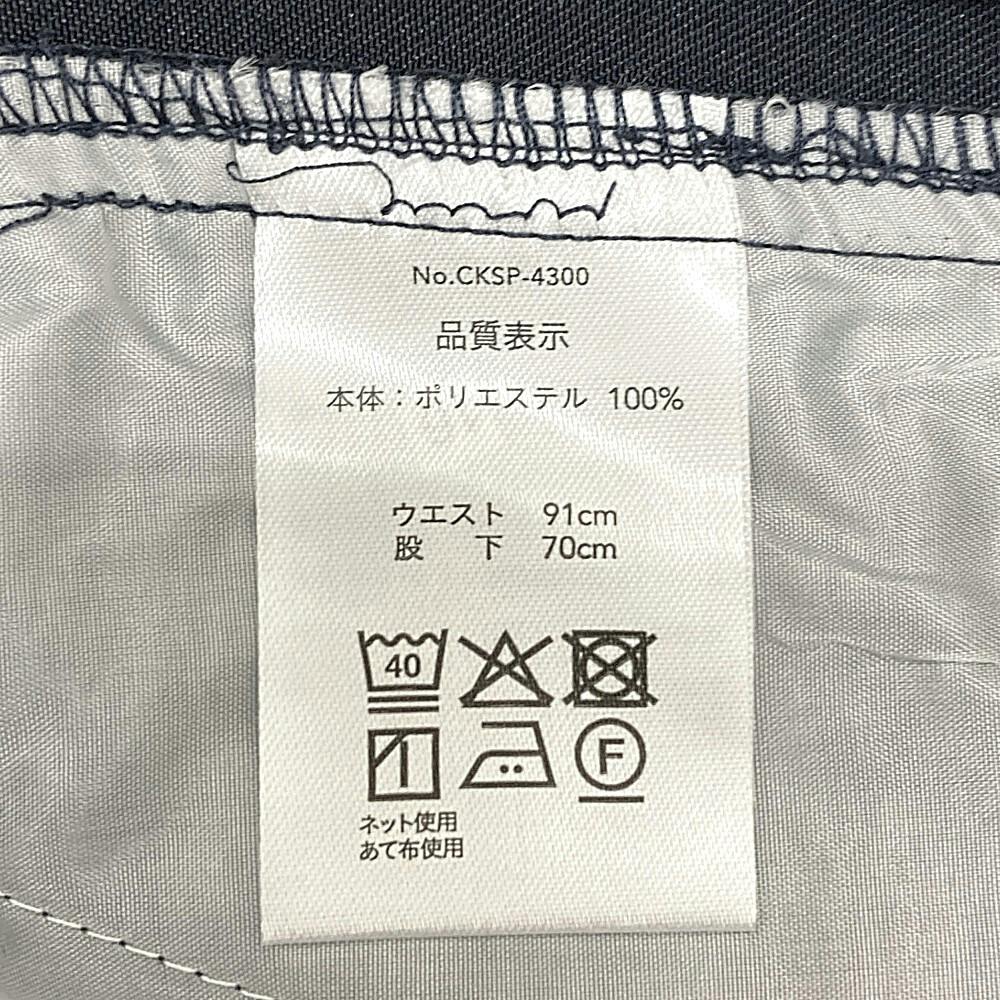 No.CKSP-4300
品質表示
本体：ポリエステル 100%
ウエスト 91cm
股 下 70cm
40
F
ネット使用
あて布使用